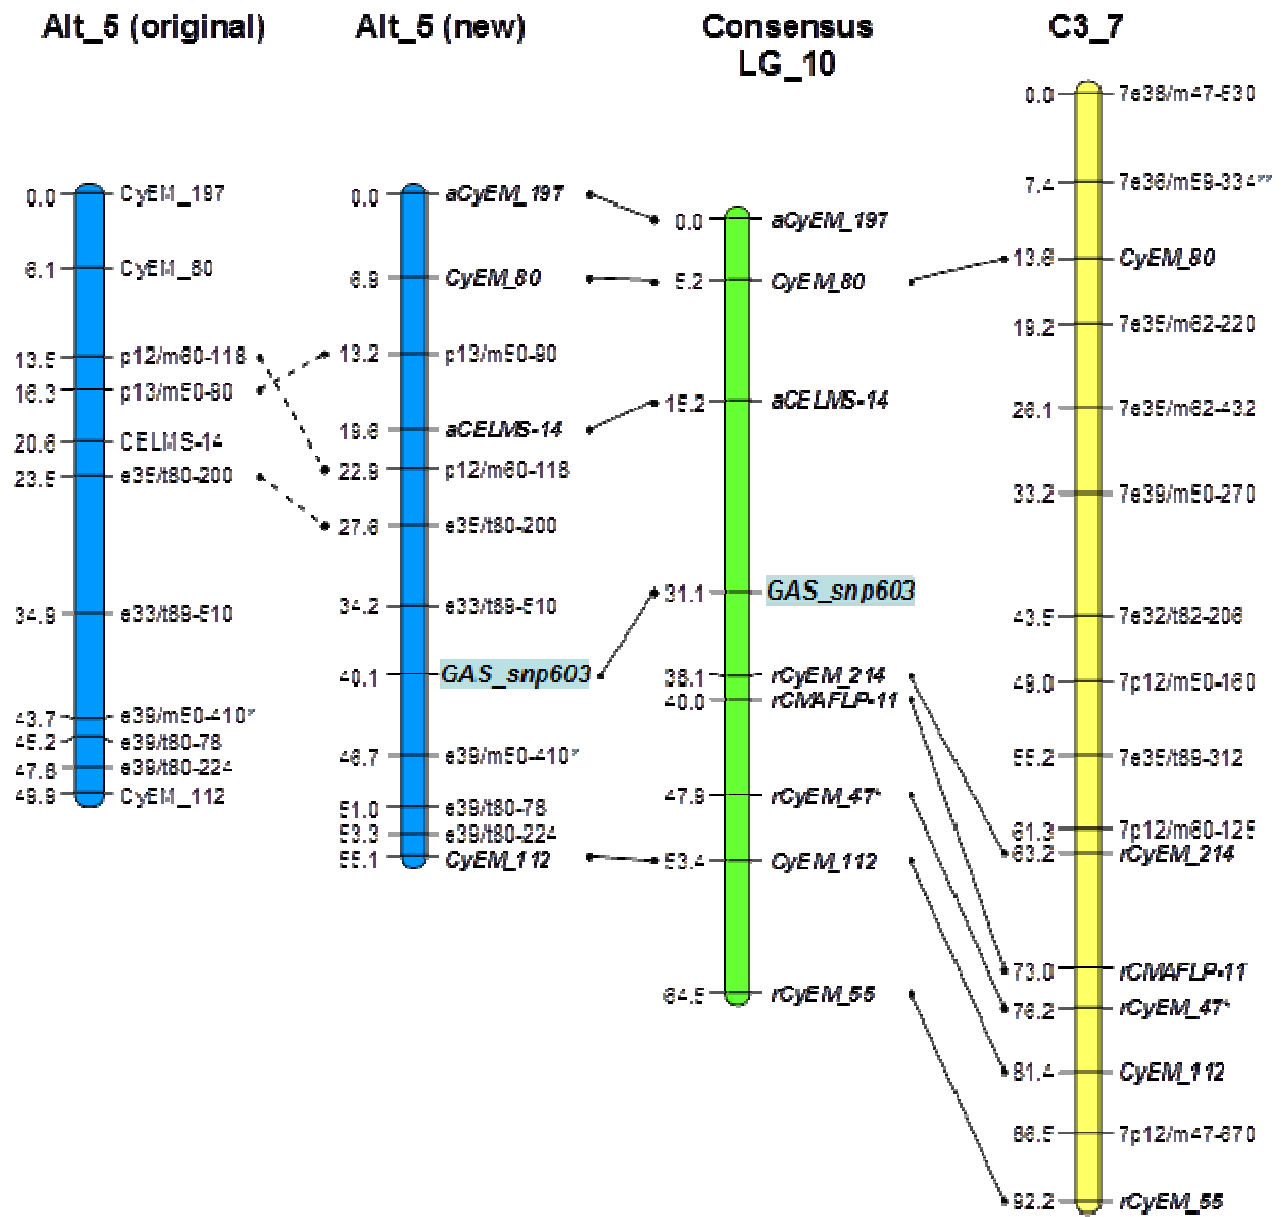 Alt_5 (original)
Alt_5 (new)
Consensus
LG_10
C3_7
0.0 CyEM_197
6.1 CyEM_80
13.5 p12/m60-118
16.3 p13/m50-80
20.6 CELMS-14
23.5 e35/t80-200
34.9 e33/t89-510
43.7 e39/m50-410*
45.2 e39/t80-78
47.8 e39/t80-224
49.9 CyEM_112
0.0 aCyEM_197
6.9 CyEM_80
13.2 p13/m50-80
19.6 aCELMS-14
22.9 p12/m60-118
27.6 e35/t80-200
34.2 e33/t89-510
40.1 GAS_snp603
46.7 e39/m50-410*
51.0 e39/t80-78
53.3 e39/t80-224
55.1 CyEM_112
0.0 aCyEM_197
5.2 CyEM_80
15.2 aCELMS-14
31.1 GAS_snp603
38.1 rCyEM_214
40.0 rCMAFLP-11
47.9 rCyEM_47*
53.4 CyEM_112
64.5 rCyEM_55
0.0 7e38/m47-530
7.4 7e36/m59-334**
13.8 CyEM_80
19.2 7e35/m62-220
26.1 7e35/m62-432
33.2 7e39/m50-270
43.5 7e32/t82-206
49.0 7p12/m50-160
55.2 7e35/t89-312
61.3 7p12/m60-125
63.2 rCyEM_214
73.0 rCMAFLP-11
76.2 rCyEM_47*
81.4 CyEM_112
86.5 7p12/m47-670
92.2 rCyEM_55